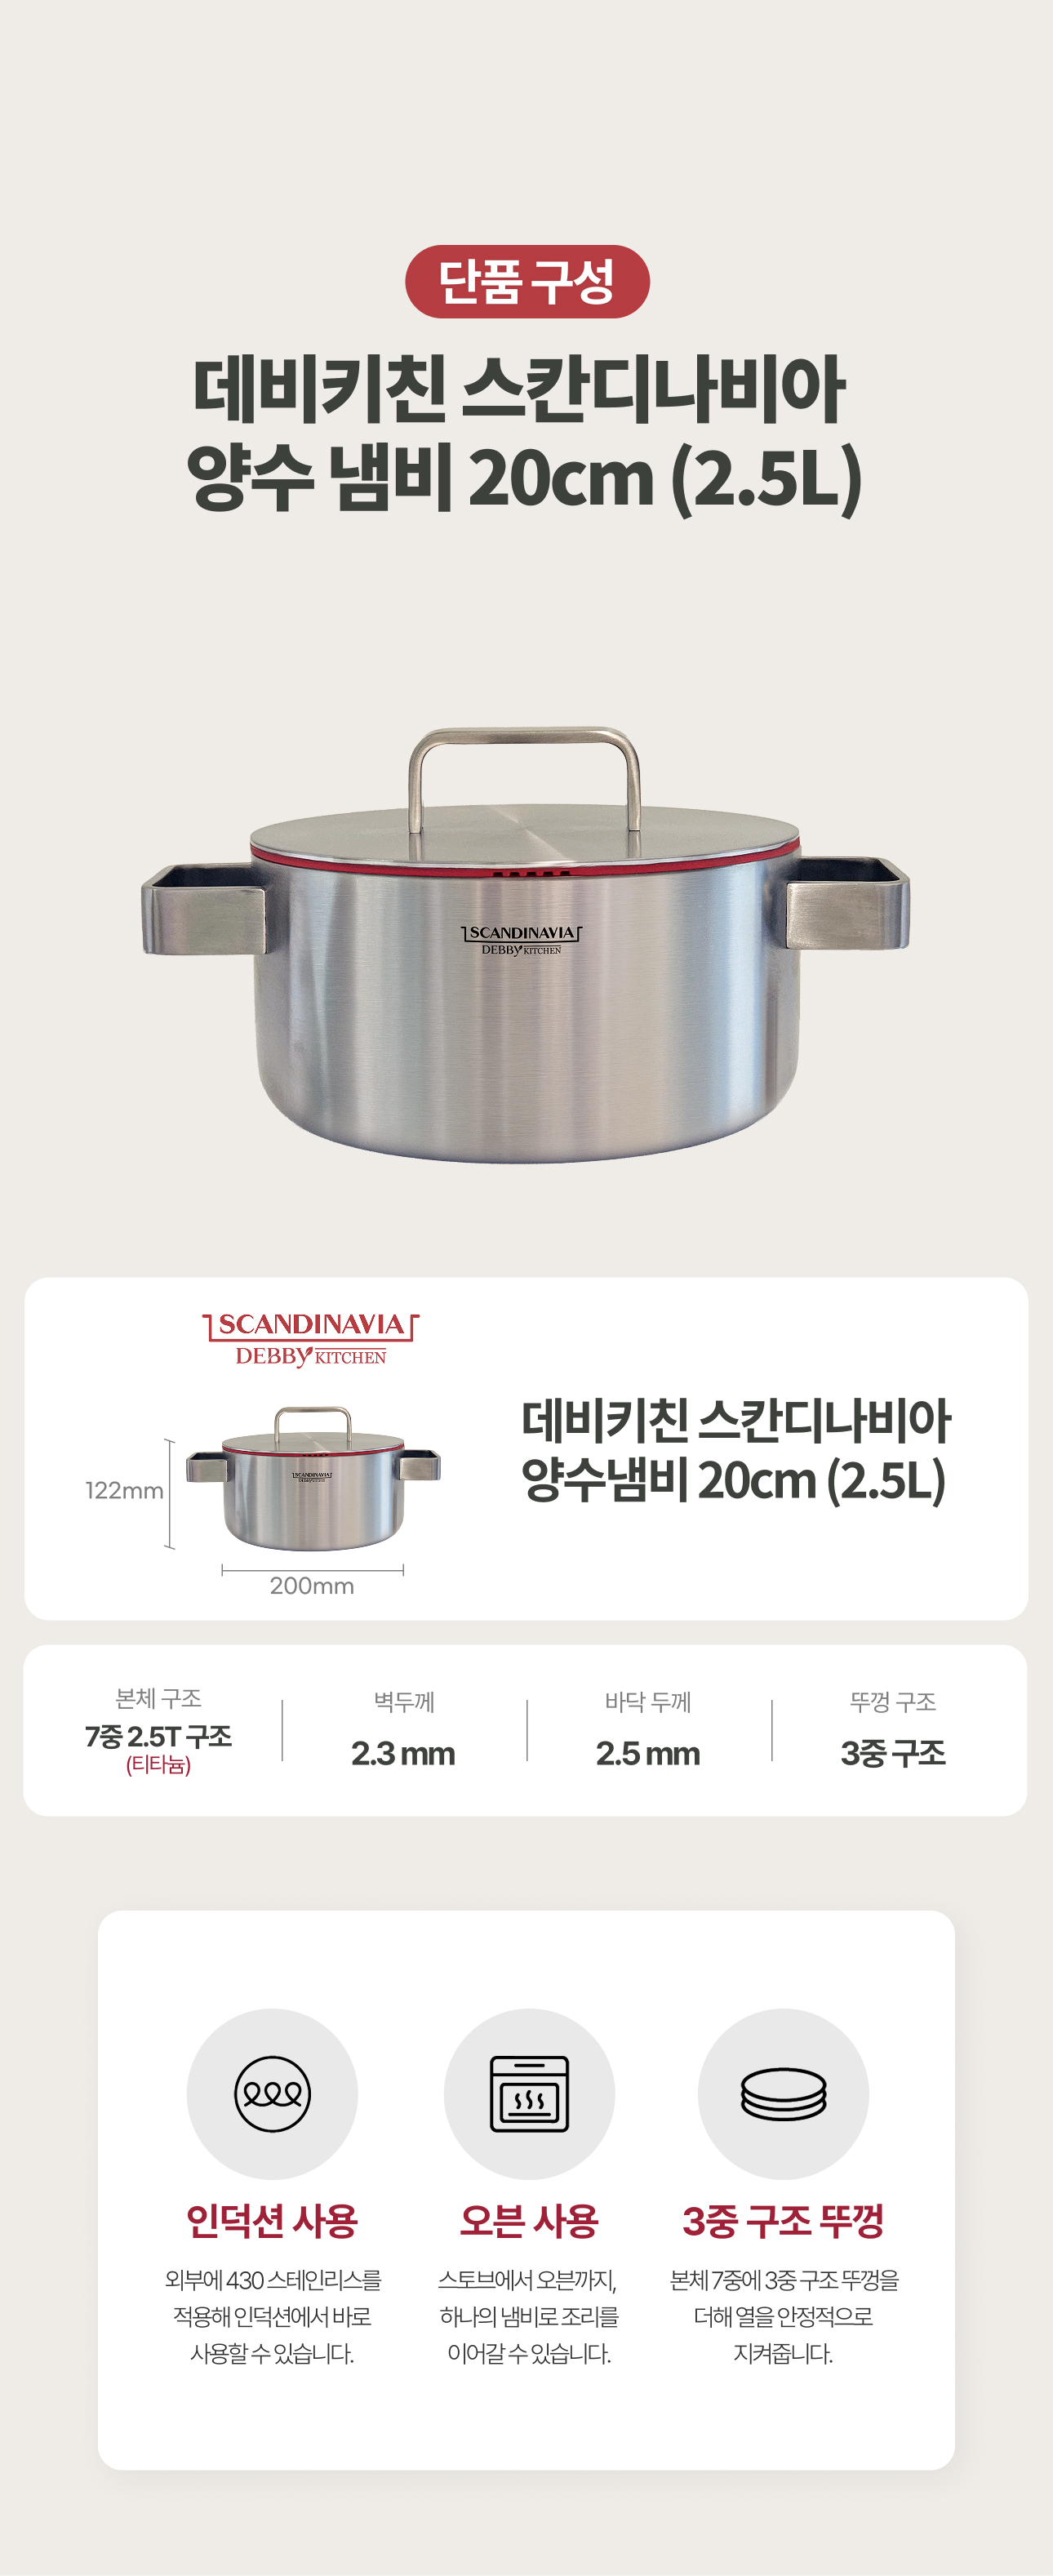 단품 구성
데비키친 스칸디나비아
양수 냄비 20cm (2.5L)
SCANDINAVIA
DEBBY KITCHEN
SCANDINAVIA
DEBBY KITCHEN
데비키친 스칸디나비아
양수냄비 20cm (2.5L)
SCANDINAVIA
122mm
200mm
본체 구조
7중 2.5T 구조
(티타늄)
벽두께
2.3 mm
바닥 두께
2.5 mm
뚜껑 구조
3중 구조
인덕션 사용
외부에 430 스테인리스를
적용해 인덕션에서 바로
사용할 수 있습니다.
오븐 사용
스토브에서 오븐까지,
하나의 냄비로 조리를
이어갈 수 있습니다.
3중 구조 뚜껑
본체 7중에 3중 구조 뚜껑을
더해 열을 안정적으로
지켜줍니다.